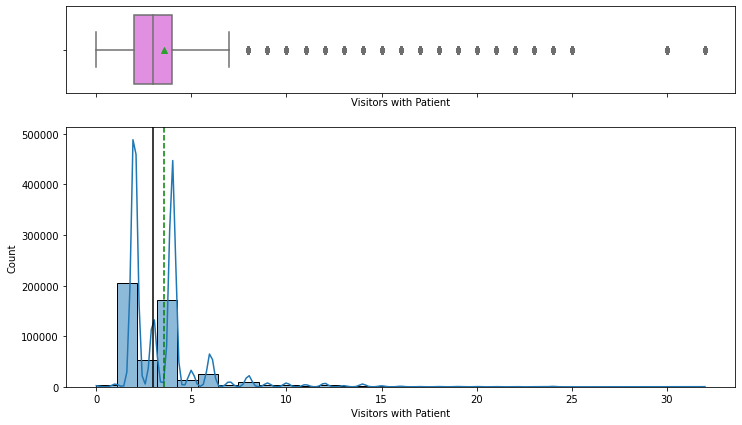 Visitors with Patient
500000
400000
300000
200000
100000
0
Count
0 5 10 15 20 25 30
Visitors with Patient